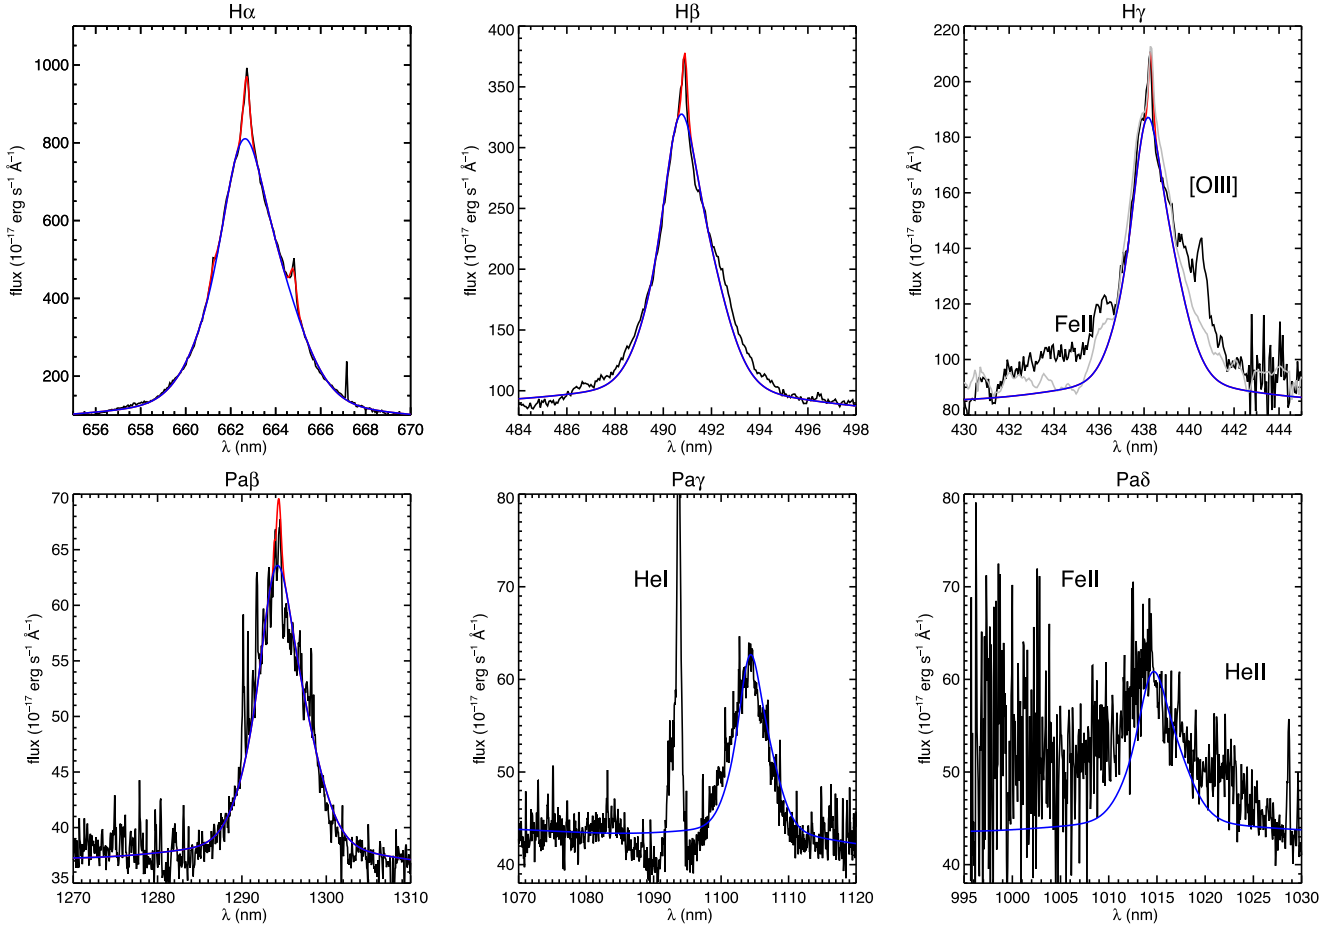 Hα
1000
800
600
400
200
flux (10⁻¹⁷ erg s⁻¹ Å⁻¹)
656 658 660 662 664 666 668 670
λ (nm)
Hβ
400
350
300
250
200
150
100
flux (10⁻¹⁷ erg s⁻¹ Å⁻¹)
484 486 488 490 492 494 496 498
λ (nm)
Hγ
220
200
180
160
140
120
100
80
flux (10⁻¹⁷ erg s⁻¹ Å⁻¹)
[OIII]
FeII
430 432 434 436 438 440 442 444
λ (nm)
Paβ
70
65
60
55
50
45
40
35
flux (10⁻¹⁷ erg s⁻¹ Å⁻¹)
1270 1280 1290 1300 1310
λ (nm)
Paγ
80
70
60
50
40
flux (10⁻¹⁷ erg s⁻¹ Å⁻¹)
HeI
1070 1080 1090 1100 1110 1120
λ (nm)
Paδ
80
70
60
50
40
flux (10⁻¹⁷ erg s⁻¹ Å⁻¹)
FeII
HeII
995 1000 1005 1010 1015 1020 1025 1030
λ (nm)